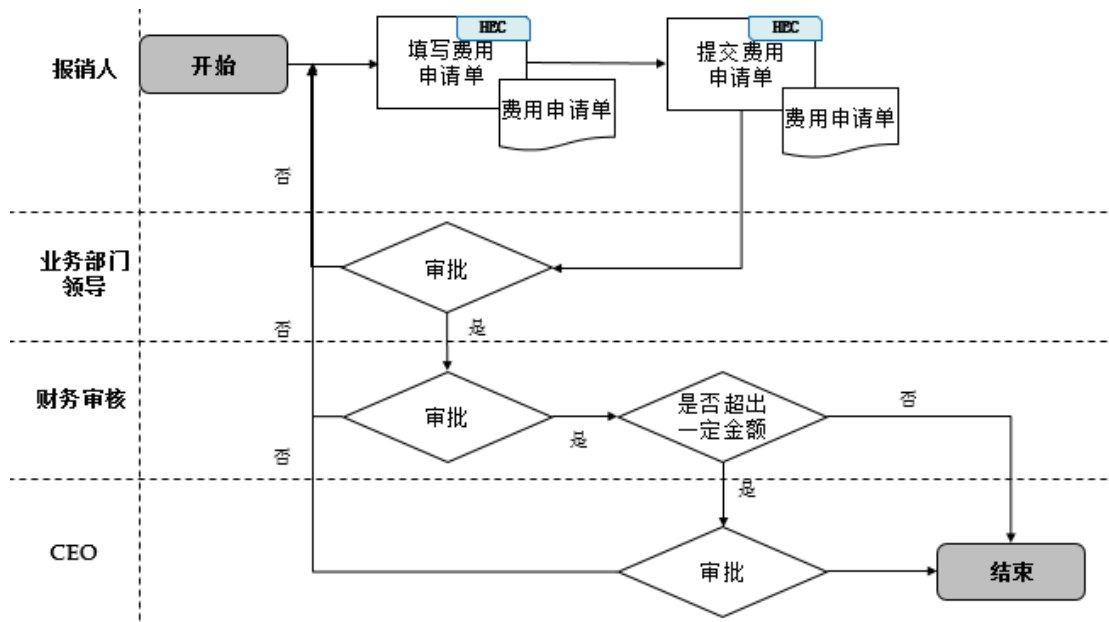 HEC
HEC
报销人
开始
填写费用
申请单
提交费用
申请单
费用申请单
费用申请单
否
业务部门
领导
审批
否
是
财务审核
审批
是否超出
一定金额
否
是
否
是
CEO
审批
结束